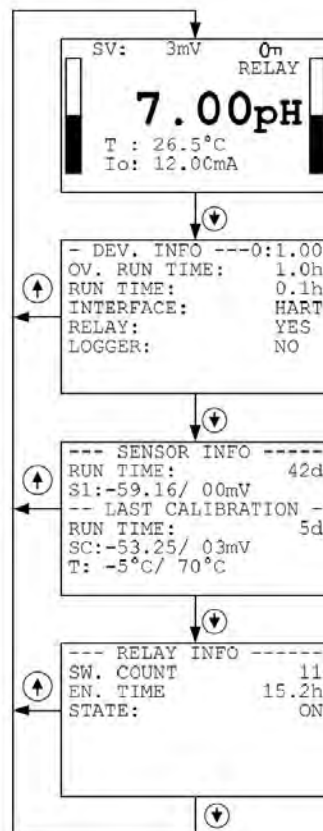 SV: 3mV
RELAY
7.00pH
T : 26.5°C
Io: 12.00mA
- DEV. INFO ---0:1.00
OV. RUN TIME: 1.0h
RUN TIME: 0.1h
INTERFACE: HART
RELAY: YES
LOGGER: NO
--- SENSOR INFO -----
RUN TIME: 42d
S1:-59.16/ 00mV
-- LAST CALIBRATION -
RUN TIME: 5d
SC:-53.25/ 03mV
T: -5°C/ 70°C
--- RELAY INFO ------
SW. COUNT 11
EN. TIME 15.2h
STATE: ON